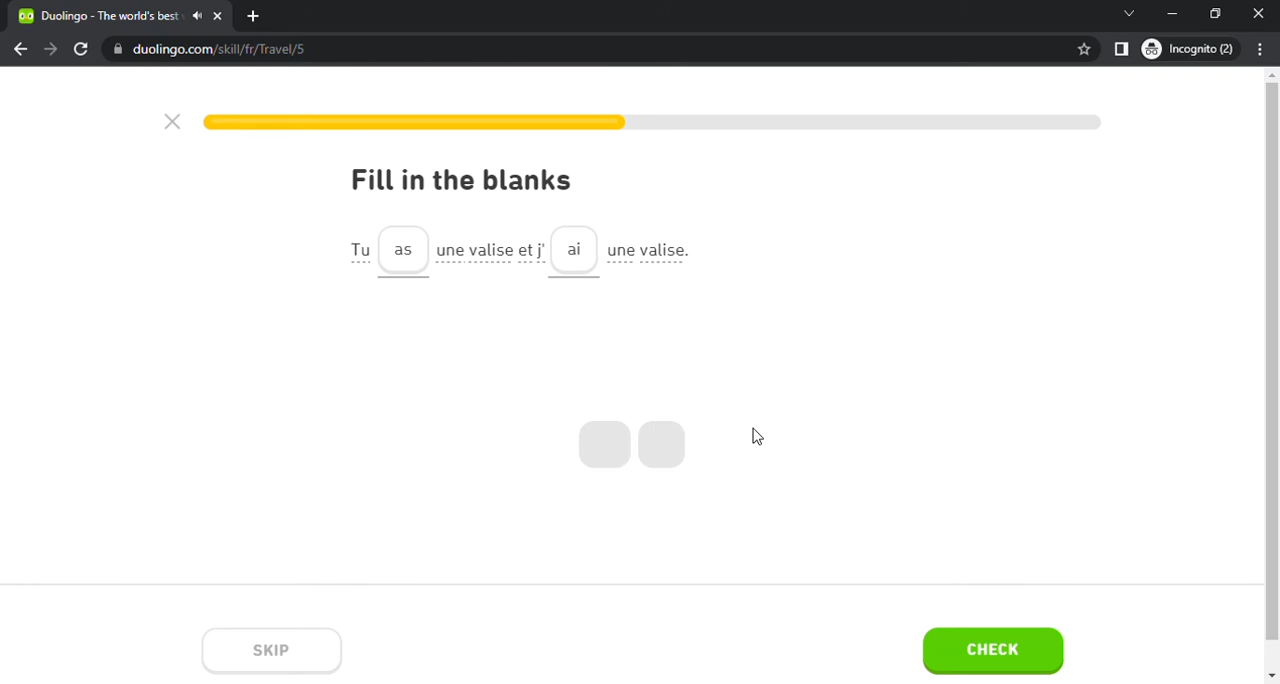 Duolingo - The world's best
duolingo.com/skill/fr/Travel/5
Incognito (2)
Fill in the blanks
Tu as une valise et j' ai une valise.
SKIP
CHECK